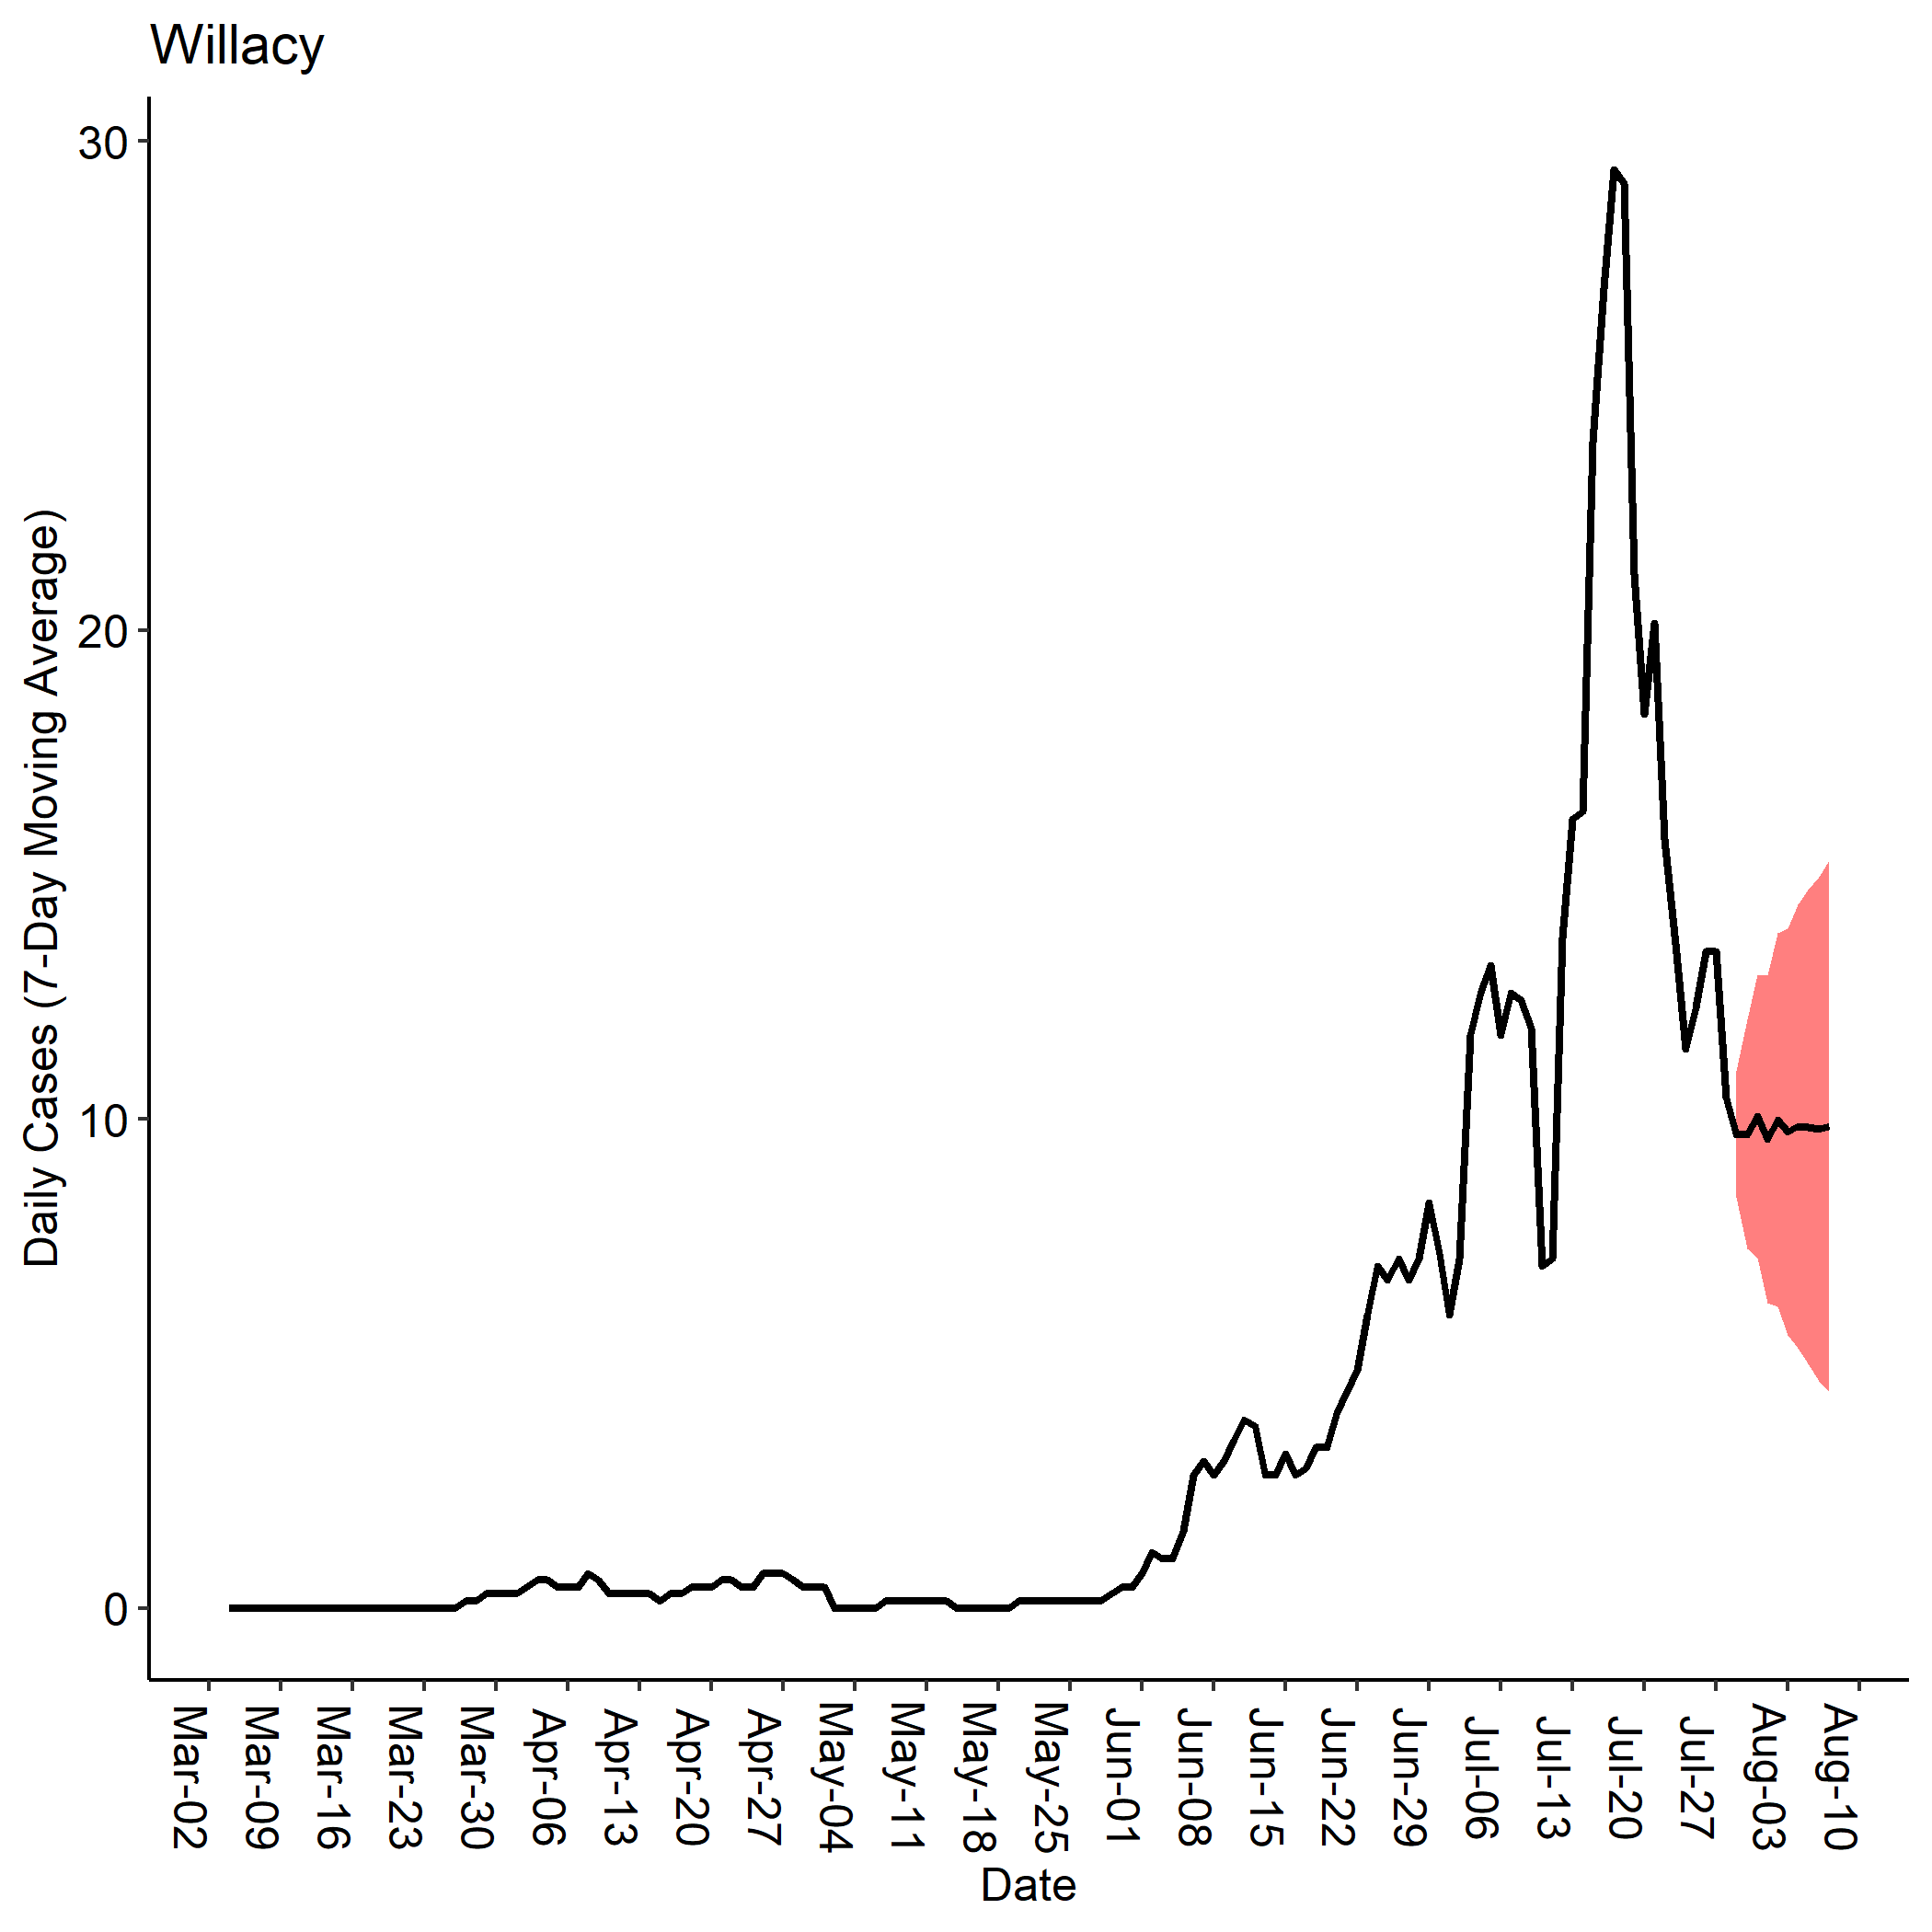 Willacy
Daily Cases (7-Day Moving Average)
30
20
10
0
Mar-02
Mar-09
Mar-16
Mar-23
Mar-30
Apr-06
Apr-13
Apr-20
Apr-27
May-04
May-11
May-18
May-25
Jun-01
Jun-08
Jun-15
Jun-22
Jun-29
Jul-06
Jul-13
Jul-20
Jul-27
Aug-03
Aug-10
Date